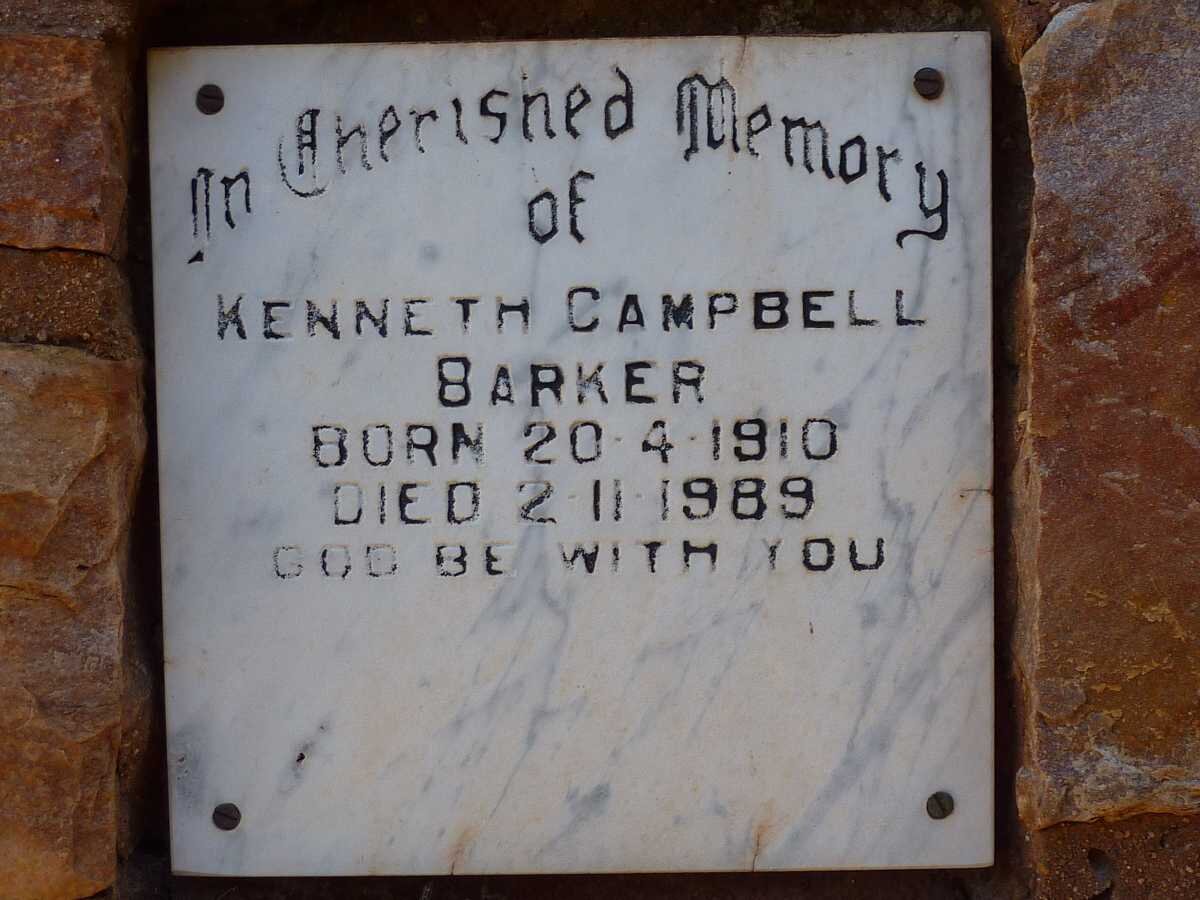 In Cherished Memory
of
KENNETH CAMPBELL
BARKER
BORN 20-4-1910
DIED 2-11-1989
GOD BE WITH YOU